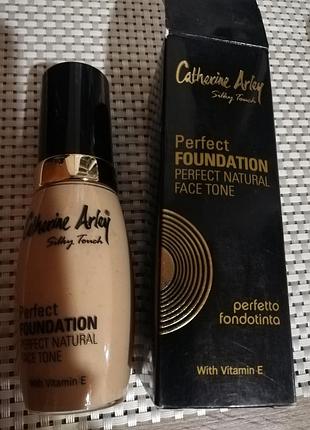 Catherine Arley
Silky Touch
Perfect
FOUNDATION
PERFECT NATURAL
FACE TONE
With Vitamin E
Catherine Arley
Silky Touch
Perfect
FOUNDATION
PERFECT NATURAL
FACE TONE
perfetto
fondotinta
With Vitamin E